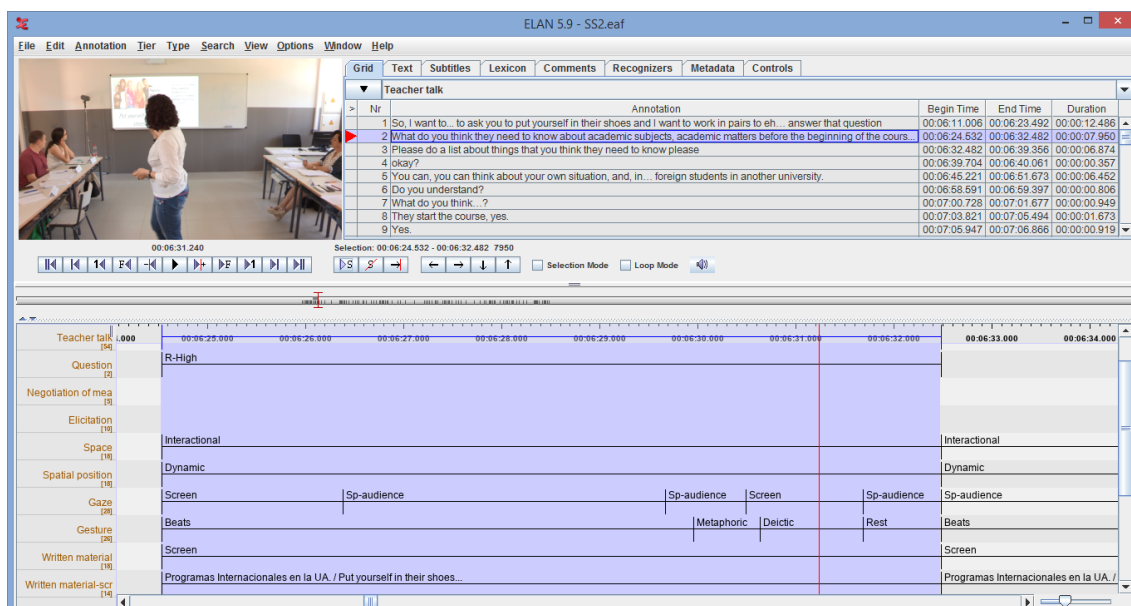 ELAN 5.9 - SS2.eaf
File Edit Annotation Tier Type Search View Options Window Help
Grid Text Subtitles Lexicon Comments Recognizers Metadata Controls
Teacher talk
> Nr Annotation Begin Time End Time Duration
1 So, I want to... to ask you to put yourself in their shoes and I want to work in pairs to eh... answer that question 00:06:11.006 00:06:23.492 00:00:12.486
2 What do you think they need to know about academic subjects, academic matters before the beginning of the cours... 00:06:24.532 00:06:32.482 00:00:07.950
3 Please do a list about things that you think they need to know please 00:06:32.482 00:06:39.356 00:00:06.874
4 okay? 00:06:39.704 00:06:40.061 00:00:00.357
5 You can, you can think about your own situation, and, in... foreign students in another university. 00:06:45.221 00:06:51.673 00:00:06.452
6 Do you understand? 00:06:58.591 00:06:59.397 00:00:00.806
7 What do you think...? 00:07:00.728 00:07:01.677 00:00:00.949
8 They start the course, yes. 00:07:03.821 00:07:05.494 00:00:01.673
9 Yes. 00:07:05.947 00:07:06.866 00:00:00.919
00:06:31.240 Selection: 00:06:24.532 - 00:06:32.482 7950
1 F F 1 S S Selection Mode Loop Mode
Teacher talk [54] .000 00:06:25.000 00:06:26.000 00:06:27.000 00:06:28.000 00:06:29.000 00:06:30.000 00:06:31.000 00:06:32.000 00:06:33.000 00:06:34.000
Question [2] R-High
Negotiation of mea [5]
Elicitation [10]
Space [18] Interactional Interactional
Spatial position [18] Dynamic Dynamic
Gaze [28] Screen Sp-audience Sp-audience Screen Sp-audience Sp-audience
Gesture [26] Beats Metaphoric Deictic Rest Beats
Written material [18] Screen Screen
Written material-scr [14] Programas Internacionales en la UA. / Put yourself in their shoes... Programas Internacionales en la UA. /